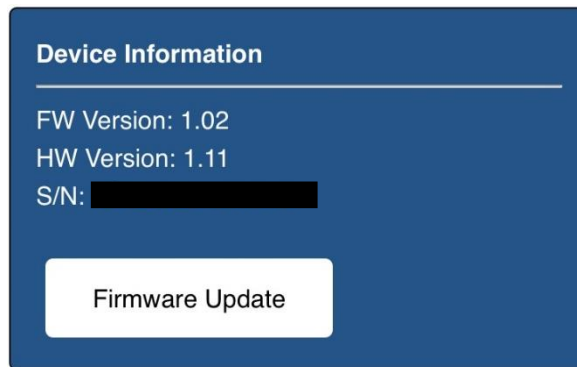 Device Information
FW Version: 1.02
HW Version: 1.11
S/N:
Firmware Update